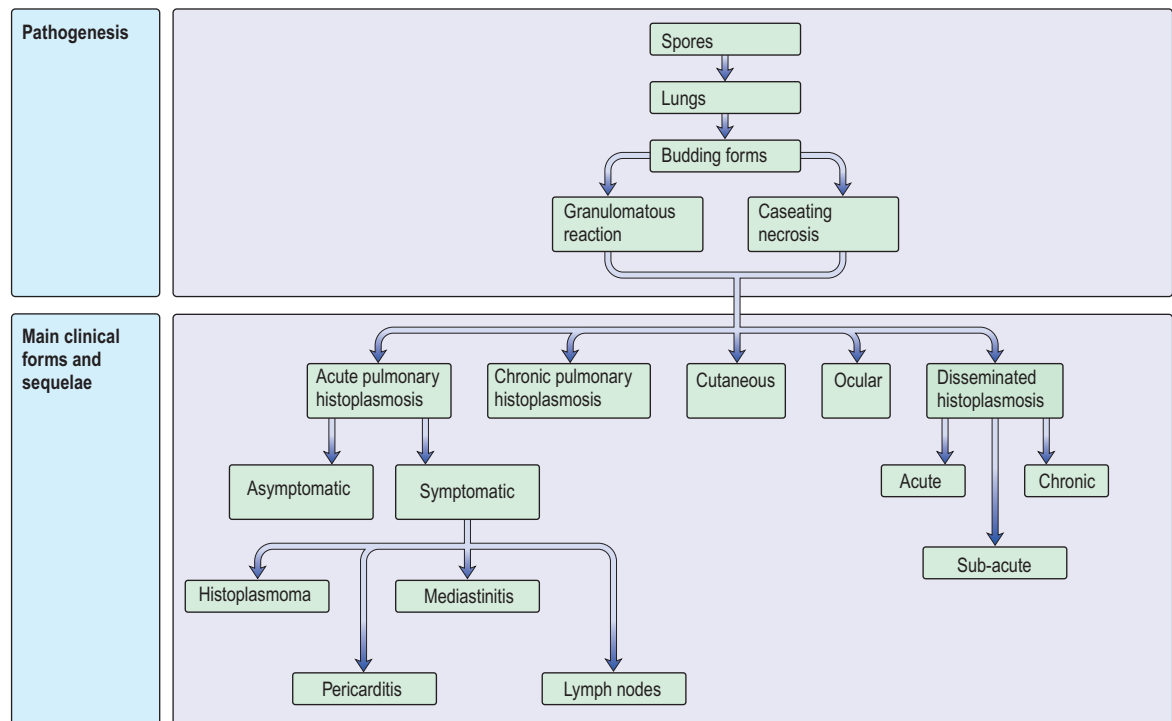 Pathogenesis
Spores
Lungs
Budding forms
Granulomatous
reaction
Caseating
necrosis
Main clinical
forms and
sequelae
Acute pulmonary
histoplasmosis
Chronic pulmonary
histoplasmosis
Cutaneous
Ocular
Disseminated
histoplasmosis
Asymptomatic
Symptomatic
Acute
Chronic
Sub-acute
Histoplasmoma
Mediastinitis
Pericarditis
Lymph nodes